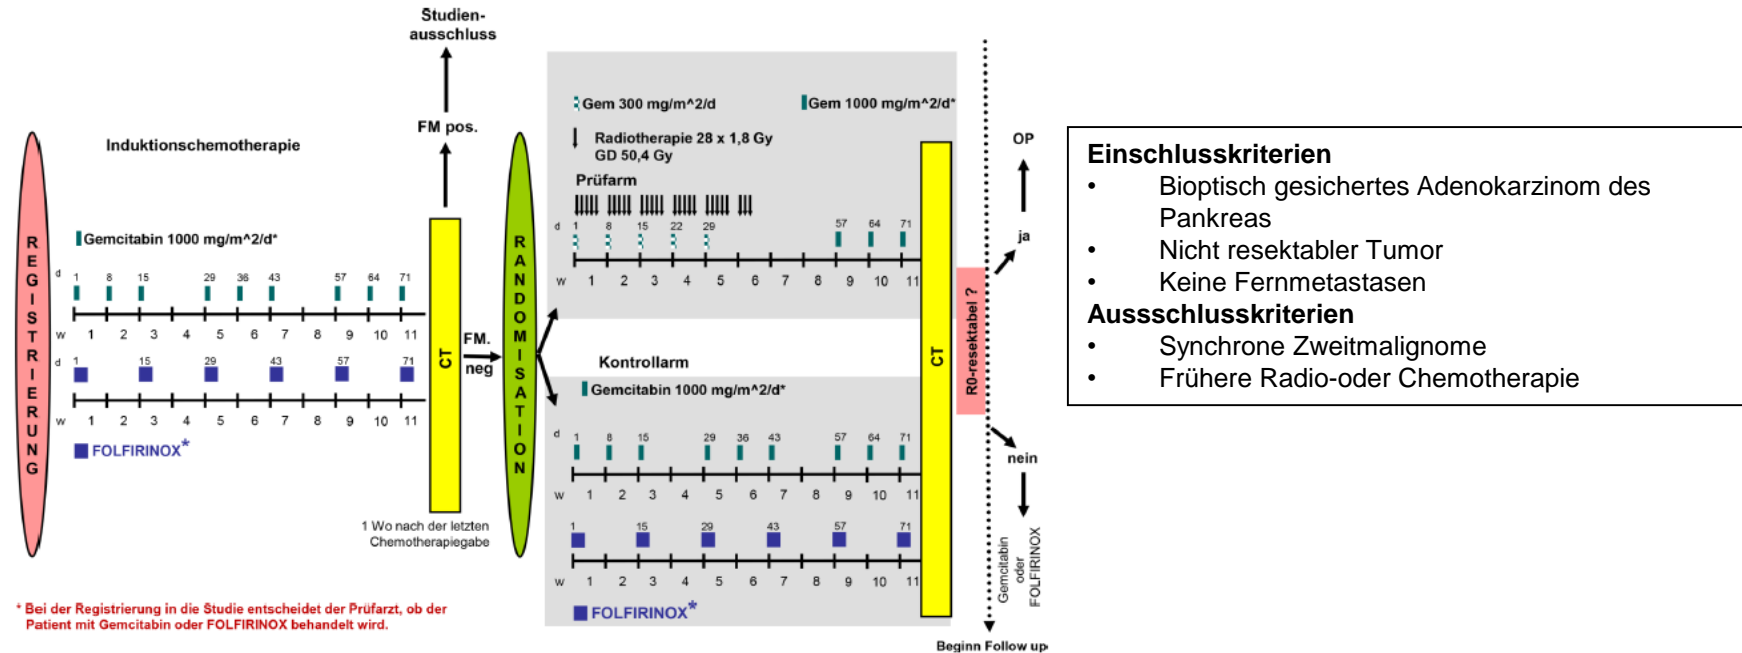 Studien-
ausschluss
FM pos.
REGISTRIERUNG
Induktionschemotherapie
Gemcitabin 1000 mg/m^2/d*
d 1 8 15 29 36 43 57 64 71
w 1 2 3 4 5 6 7 8 9 10 11
d 1 15 29 43 57 71
w 1 2 3 4 5 6 7 8 9 10 11
FOLFIRINOX*
CT
1 Wo nach der letzten
Chemotherapiegabe
FM.
neg
RANDOMISATION
Gem 300 mg/m^2/d
Gem 1000 mg/m^2/d*
Radiotherapie 28 x 1,8 Gy
GD 50,4 Gy
Prüfarm
d 1 8 15 22 29 57 64 71
w 1 2 3 4 5 6 7 8 9 10 11
Kontrollarm
Gemcitabin 1000 mg/m^2/d*
d 1 8 15 29 36 43 57 64 71
w 1 2 3 4 5 6 7 8 9 10 11
1 15 29 43 57 71
w 1 2 3 4 5 6 7 8 9 10 11
FOLFIRINOX*
CT
R0-resektabel ?
OP
ja
nein
Gemcitabin
oder
FOLFIRINOX
Beginn Follow up
* Bei der Registrierung in die Studie entscheidet der Prüfarzt, ob der
Patient mit Gemcitabin oder FOLFIRINOX behandelt wird.
Einschlusskriterien
• Bioptisch gesichertes Adenokarzinom des
Pankreas
• Nicht resektabler Tumor
• Keine Fernmetastasen
Aussschlusskriterien
• Synchrone Zweitmalignome
• Frühere Radio-oder Chemotherapie